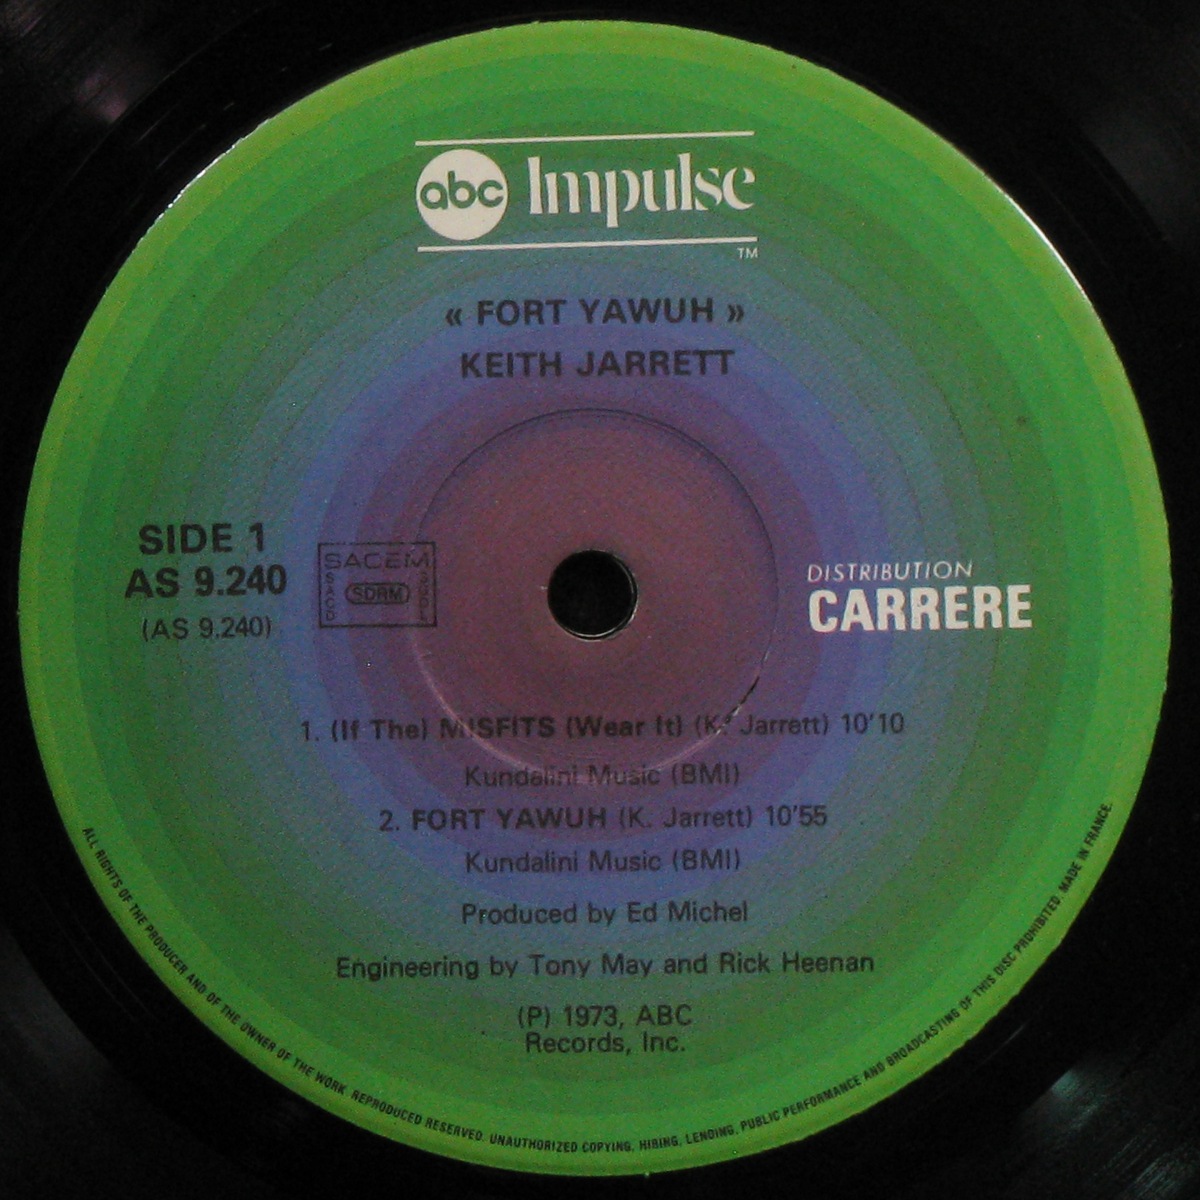 abc Impulse
TM
« FORT YAWUH »
KEITH JARRETT
SIDE 1
AS 9.240
(AS 9.240)
SACEM
SACD
SDRM
SGDL
DISTRIBUTION
CARRERE
1. (If The) MISFITS (Wear It) (K. Jarrett) 10'10
Kundalini Music (BMI)
2. FORT YAWUH (K. Jarrett) 10'55
Kundalini Music (BMI)
Produced by Ed Michel
Engineering by Tony May and Rick Heenan
(P) 1973, ABC
Records, Inc.
ALL RIGHTS OF THE PRODUCER AND OF THE OWNER OF THE WORK REPRODUCED RESERVED. UNAUTHORIZED COPYING, HIRING, LENDING, PUBLIC PERFORMANCE AND BROADCASTING OF THIS DISC PROHIBITED. MADE IN FRANCE.